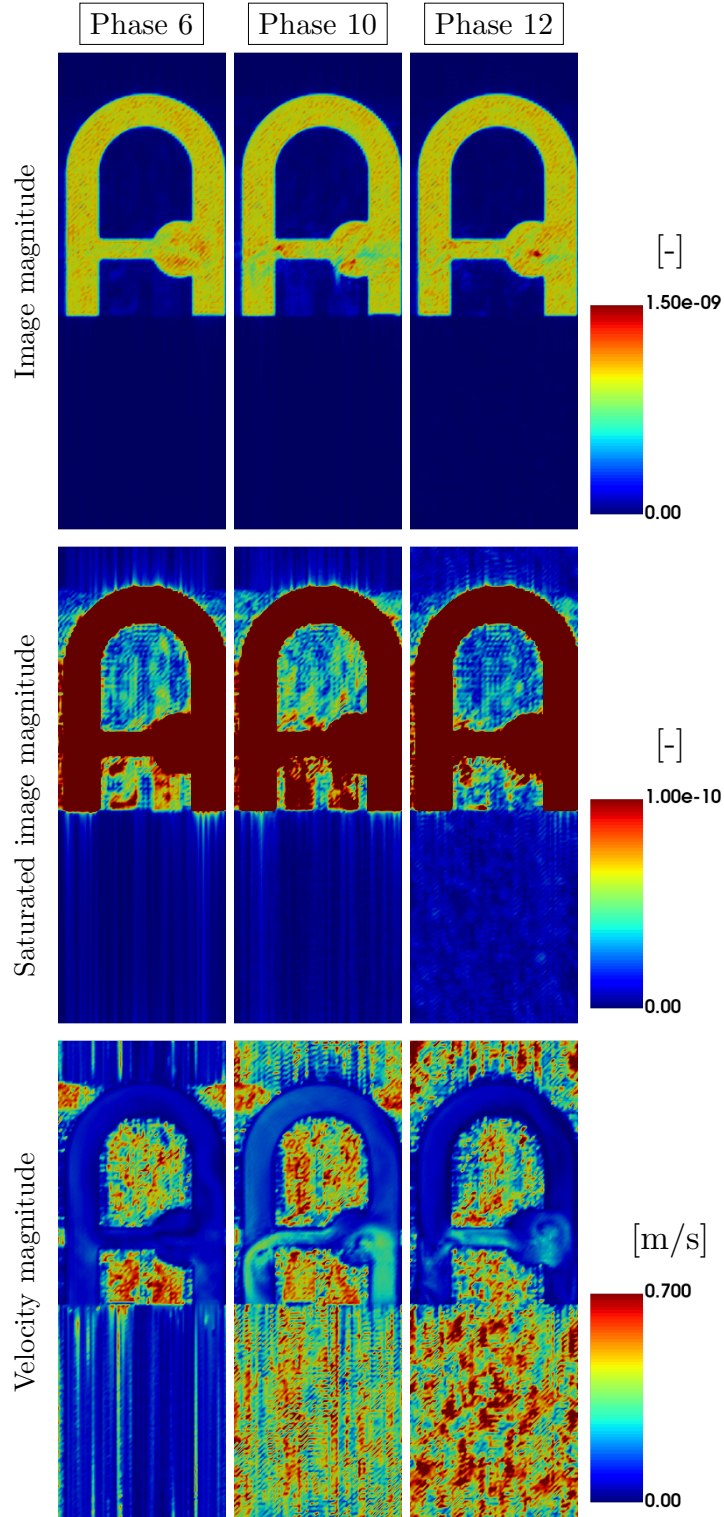 Phase 6
Phase 10
Phase 12
Image magnitude
[-]
1.50e-09
0.00
Saturated image magnitude
[-]
1.00e-10
0.00
Velocity magnitude
[m/s]
0.700
0.00